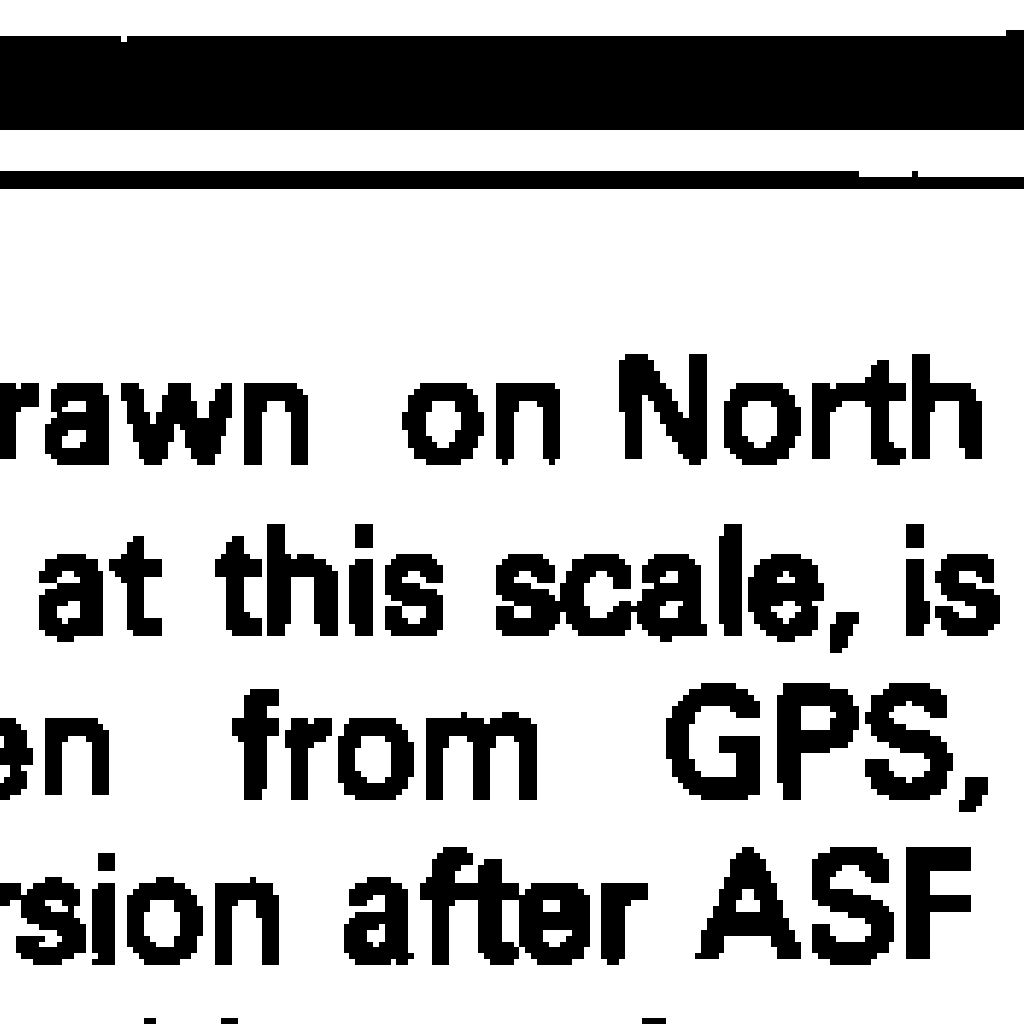 rawn on North
at this scale, is
en from GPS,
rsion after ASF